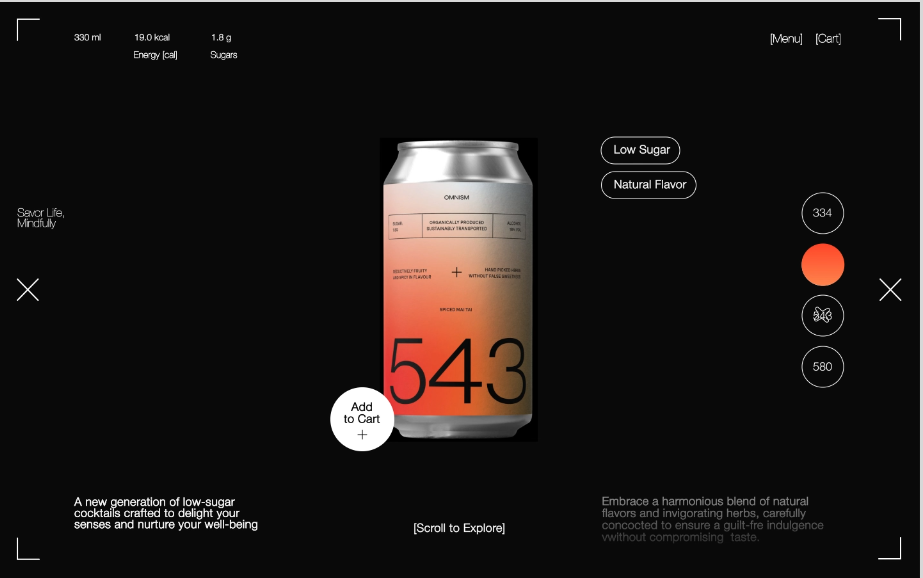 330 ml 19.0 kcal 1.8 g
Energy [cal] Sugars
[Menu] [Cart]
Low Sugar
Natural Flavor
Savor Life,
Mindfully
334
580
OMNISM
ORGANICALLY PRODUCED
SUSTAINABLY TRANSPORTED
543
Add
to Cart
+
A new generation of low-sugar
cocktails crafted to delight your
senses and nurture your well-being
[Scroll to Explore]
Embrace a harmonious blend of natural
flavors and invigorating herbs, carefully
concocted to ensure a guilt-fre indulgence
vwithout compromising taste.